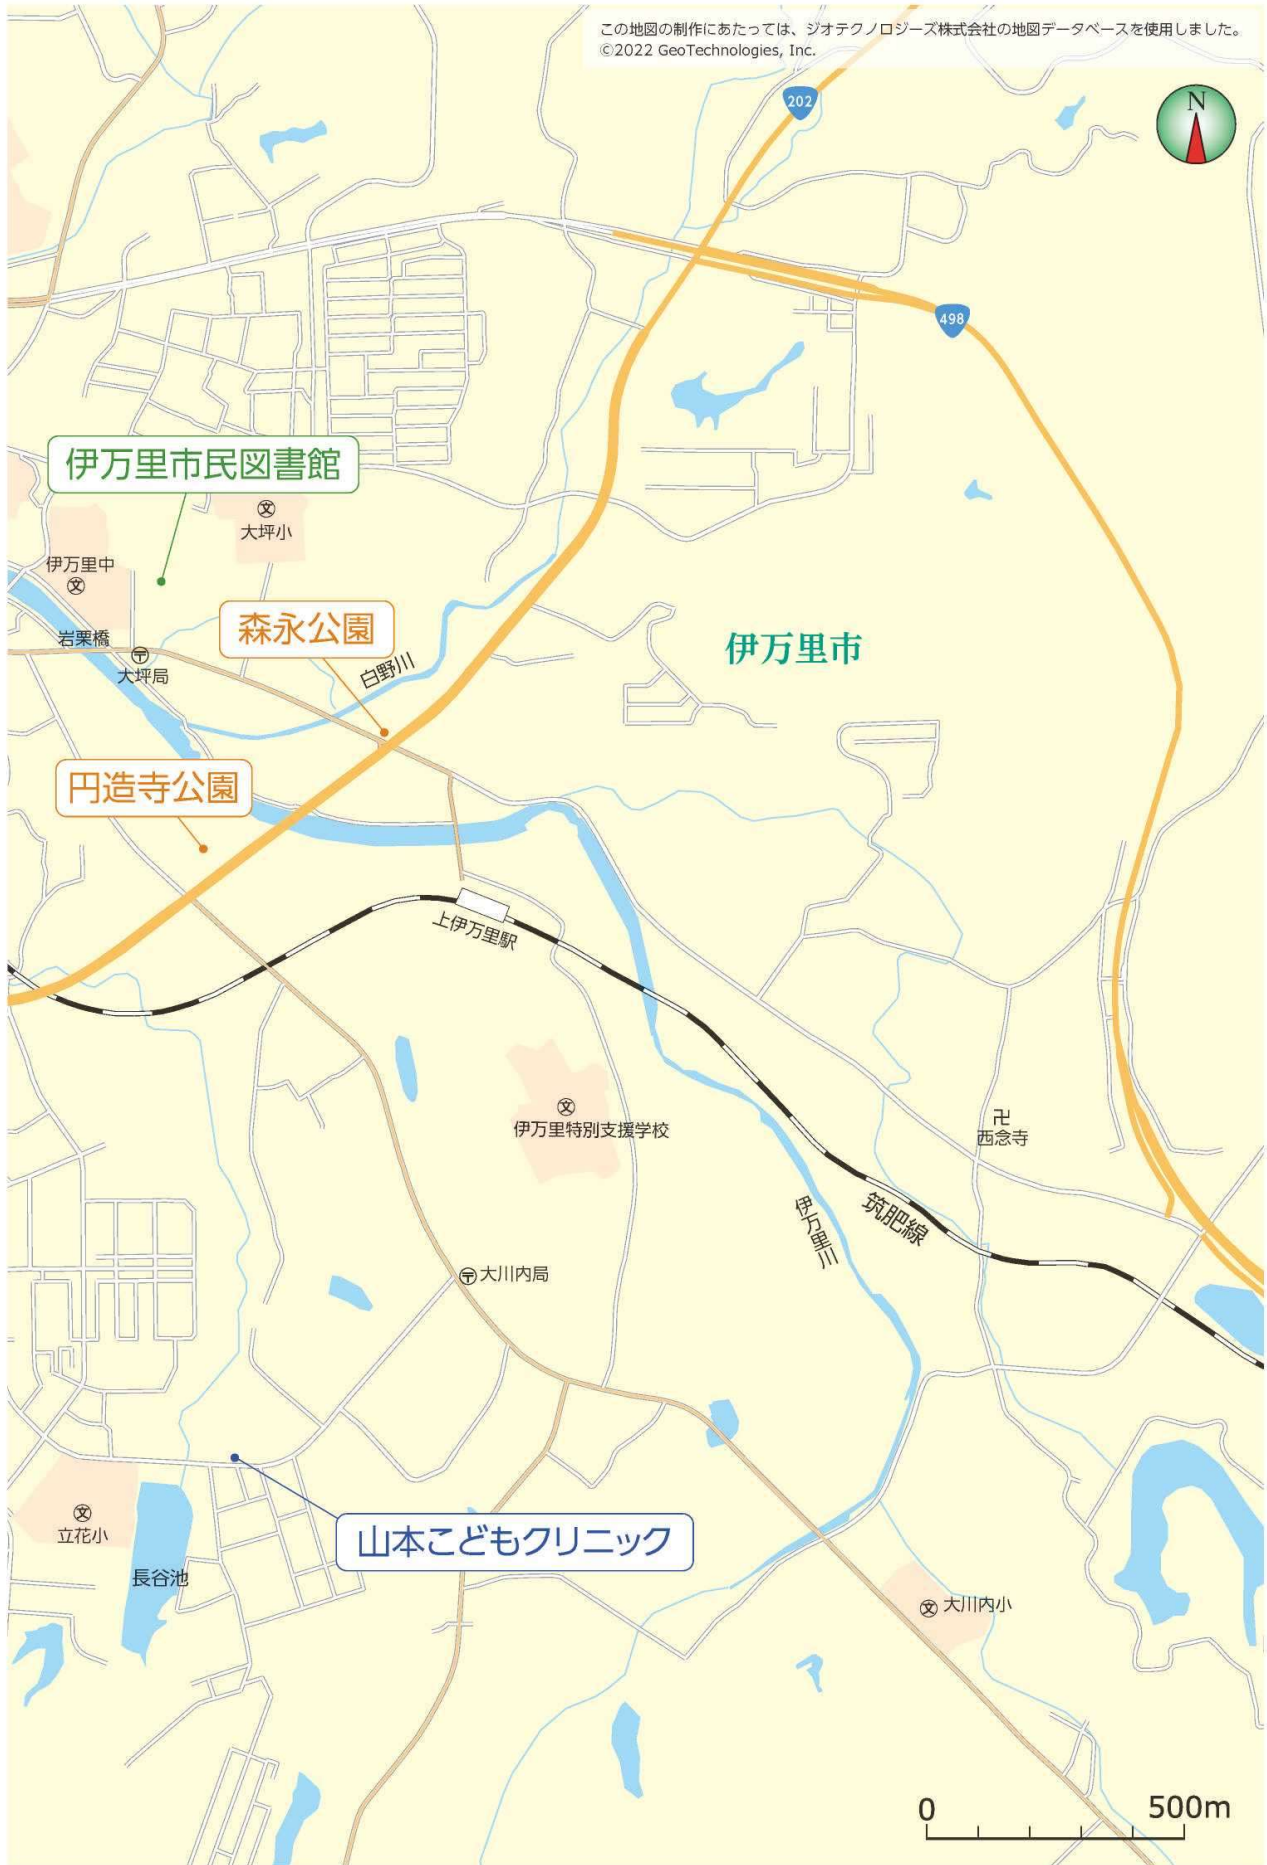 この地図の制作にあたっては、ジオテクノロジーズ株式会社の地図データベースを使用しました。
©2022 GeoTechnologies, Inc.
202
N
498
伊万里市民図書館
大坪小
伊万里中
森永公園
岩栗橋
大坪局
白野川
伊万里市
円造寺公園
上伊万里駅
伊万里特別支援学校
西念寺
伊万里川
筑肥線
大川内局
立花小
山本こどもクリニック
長谷池
大川内小
0
500m